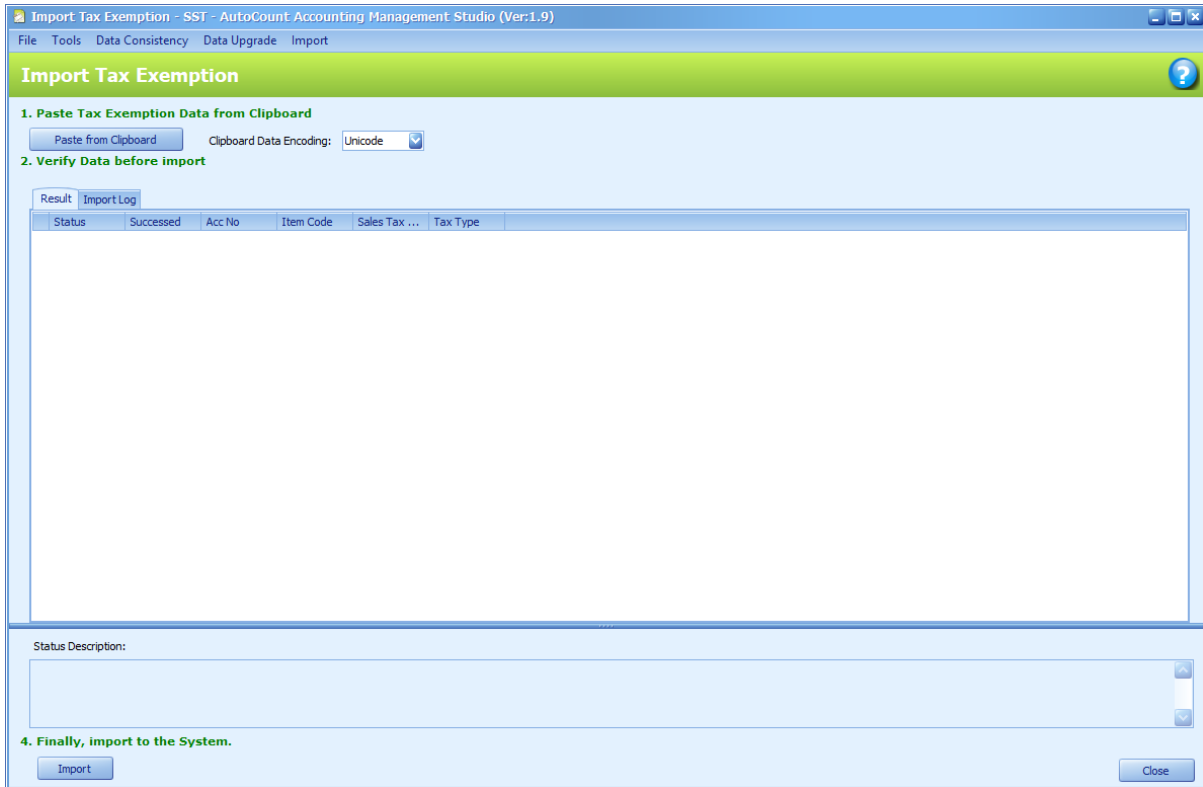 Import Tax Exemption - SST - AutoCount Accounting Management Studio (Ver:1.9)
File Tools Data Consistency Data Upgrade Import
Import Tax Exemption
?
1. Paste Tax Exemption Data from Clipboard
Paste from Clipboard Clipboard Data Encoding: Unicode
2. Verify Data before import
Result Import Log
Status Successed Acc No Item Code Sales Tax ... Tax Type
Status Description:
4. Finally, import to the System.
Import Close